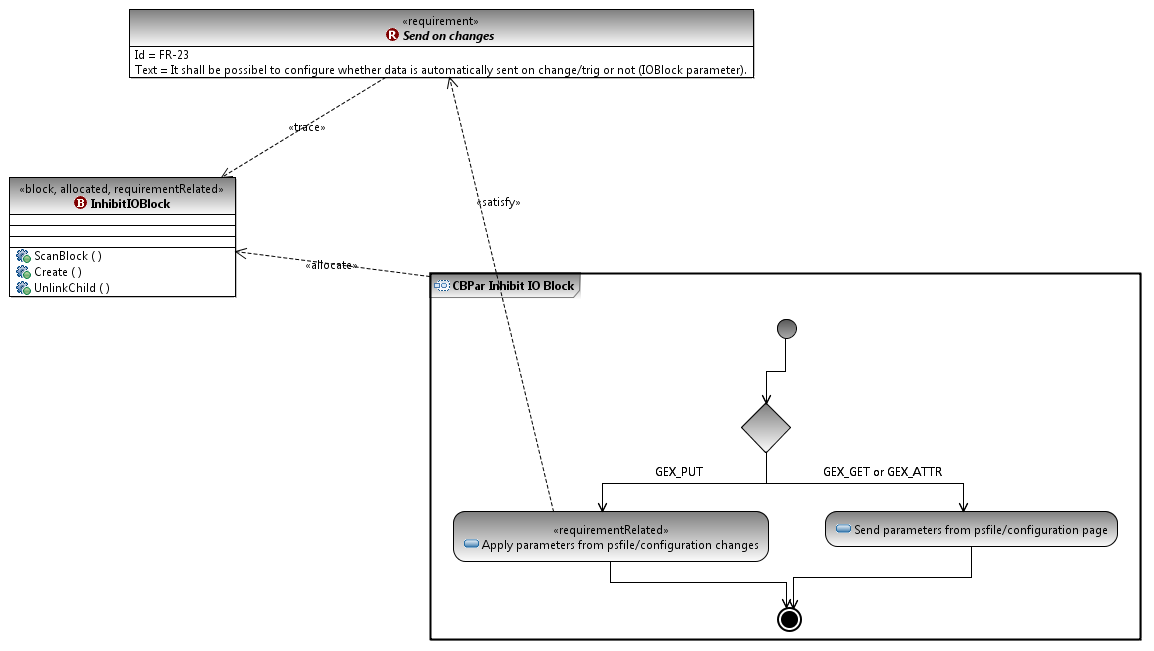 «requirement»
Send on changes
Id = FR-23
Text = It shall be possibel to configure whether data is automatically sent on change/trig or not (IOBlock parameter).
«trace»
«block, allocated, requirementRelated»
InhibitIOBlock
ScanBlock ( )
Create ( )
UnlinkChild ( )
«satisfy»
«allocate»
CBPar Inhibit IO Block
GEX_PUT
GEX_GET or GEX_ATTR
«requirementRelated»
Apply parameters from psfile/configuration changes
Send parameters from psfile/configuration page